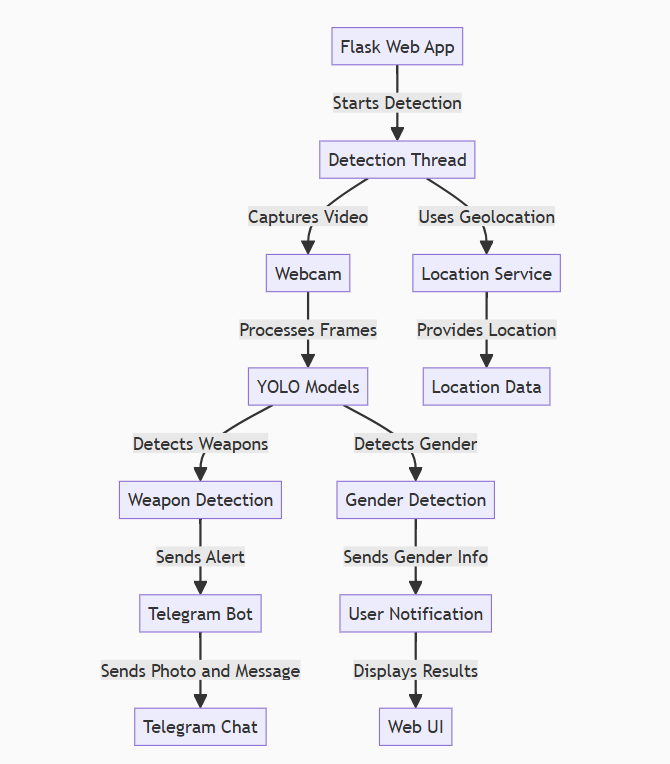 Flask Web App
Starts Detection
Detection Thread
Captures Video
Uses Geolocation
Webcam
Location Service
Processes Frames
Provides Location
YOLO Models
Location Data
Detects Weapons
Detects Gender
Weapon Detection
Gender Detection
Sends Alert
Sends Gender Info
Telegram Bot
User Notification
Sends Photo and Message
Displays Results
Telegram Chat
Web UI